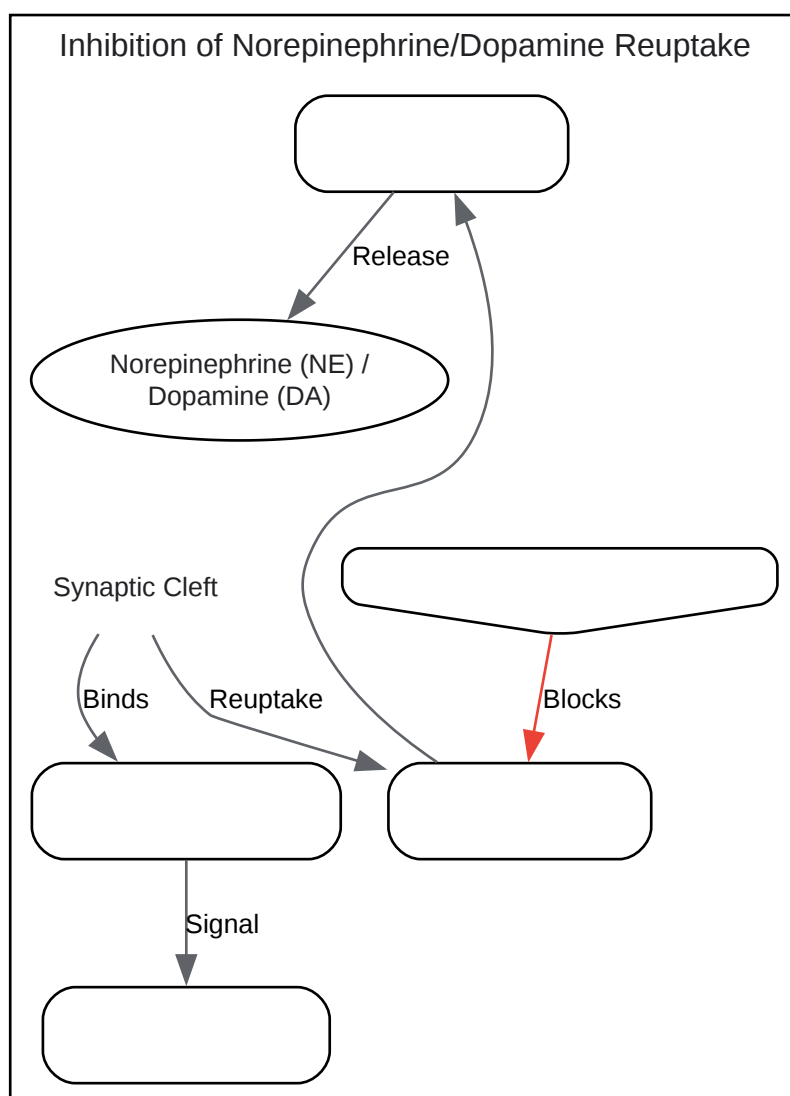 Inhibition of Norepinephrine/Dopamine Reuptake
Release
Norepinephrine (NE) /
Dopamine (DA)
Synaptic Cleft
Binds
Reuptake
Blocks
Signal